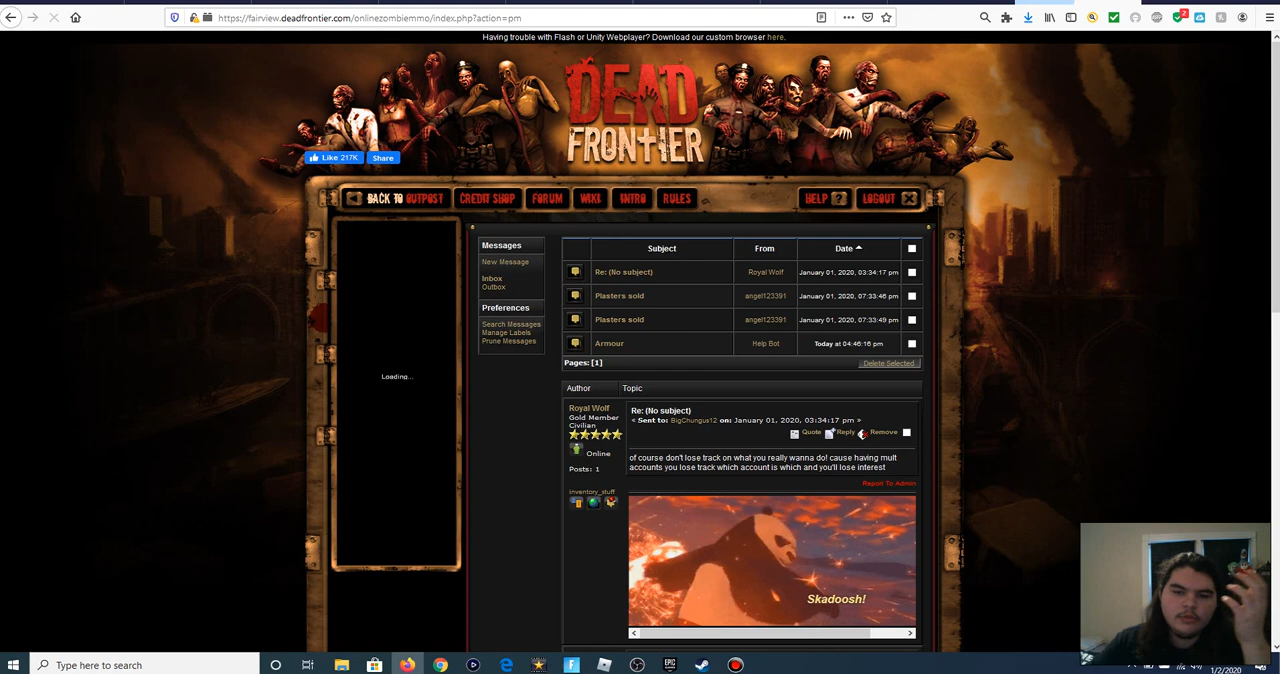 https://fairview.deadfrontier.com/onlinezombiemmo/index.php?action=pm
2
Having trouble with Flash or Unity Webplayer? Download our custom browser here.
DEAD
FRONTIER
Like 217K Share
BACK TO OUTPOST CREDIT SHOP FORUM WIKI INTRO RULES HELP ? LOGOUT X
Messages
New Message
Inbox
Outbox
Preferences
Search Messages
Manage Labels
Prune Messages
Subject From Date
Re: (No subject) Royal Wolf January 01, 2020, 03:34:17 pm
Plasters sold angel123391 January 01, 2020, 07:33:46 pm
Plasters sold angel123391 January 01, 2020, 07:33:49 pm
Armour Help Bot Today at 04:46:16 pm
Pages: [1] Delete Selected
Loading...
Author Topic
Royal Wolf
Gold Member
Civilian
Online
Posts: 1
inventory_stuff
Re: (No subject)
« Sent to: BigChungus12 on: January 01, 2020, 03:34:17 pm »
Quote Reply Remove
of course don't lose track on what you really wanna do! cause having mult
accounts you lose track which account is which and you'll lose interest
Report To Admin
Skadoosh!
Type here to search
EPIC
1/2/2020